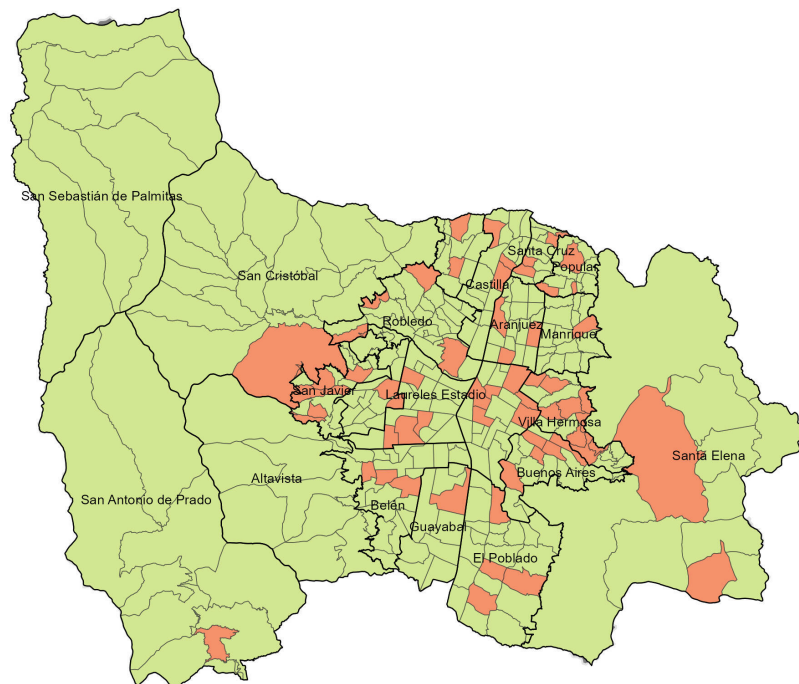 San Sebastián de Palmitas
San Cristóbal
Santa Cruz
Popular
Castilla
Robledo
Aranjuez
Manrique
San Javier
Laureles Estadio
Villa Hermosa
Santa Elena
Buenos Aires
Altavista
San Antonio de Prado
Belén
Guayabal
El Poblado